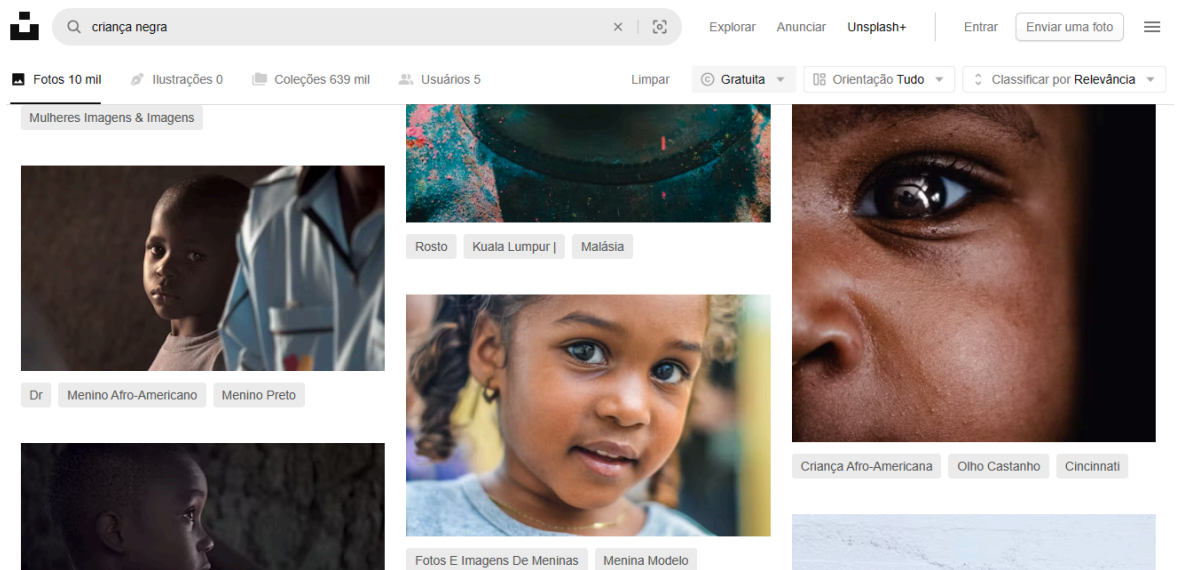 criança negra
Explorar
Anunciar
Unsplash+
Entrar
Enviar uma foto
Fotos 10 mil
Ilustrações 0
Coleções 639 mil
Usuários 5
Limpar
Gratuita
Orientação Tudo
Classificar por Relevância
Mulheres Imagens & Imagens
Dr
Menino Afro-Americano
Menino Preto
Rosto
Kuala Lumpur |
Malásia
Fotos E Imagens De Meninas
Menina Modelo
Criança Afro-Americana
Olho Castanho
Cincinnati